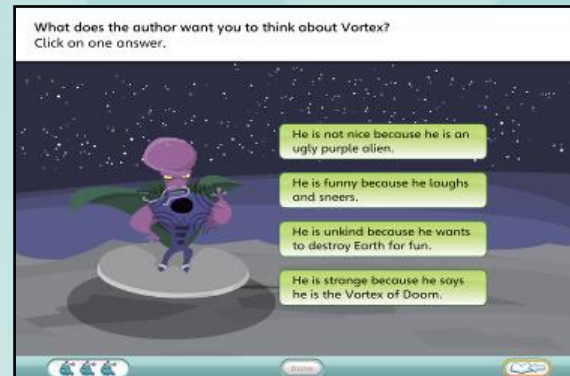 What does the author want you to think about Vortex?
Click on one answer.
He is not nice because he is an
ugly purple alien.
He is funny because he laughs
and sneers.
He is unkind because he wants
to destroy Earth for fun.
He is strange because he says
he is the Vortex of Doom.